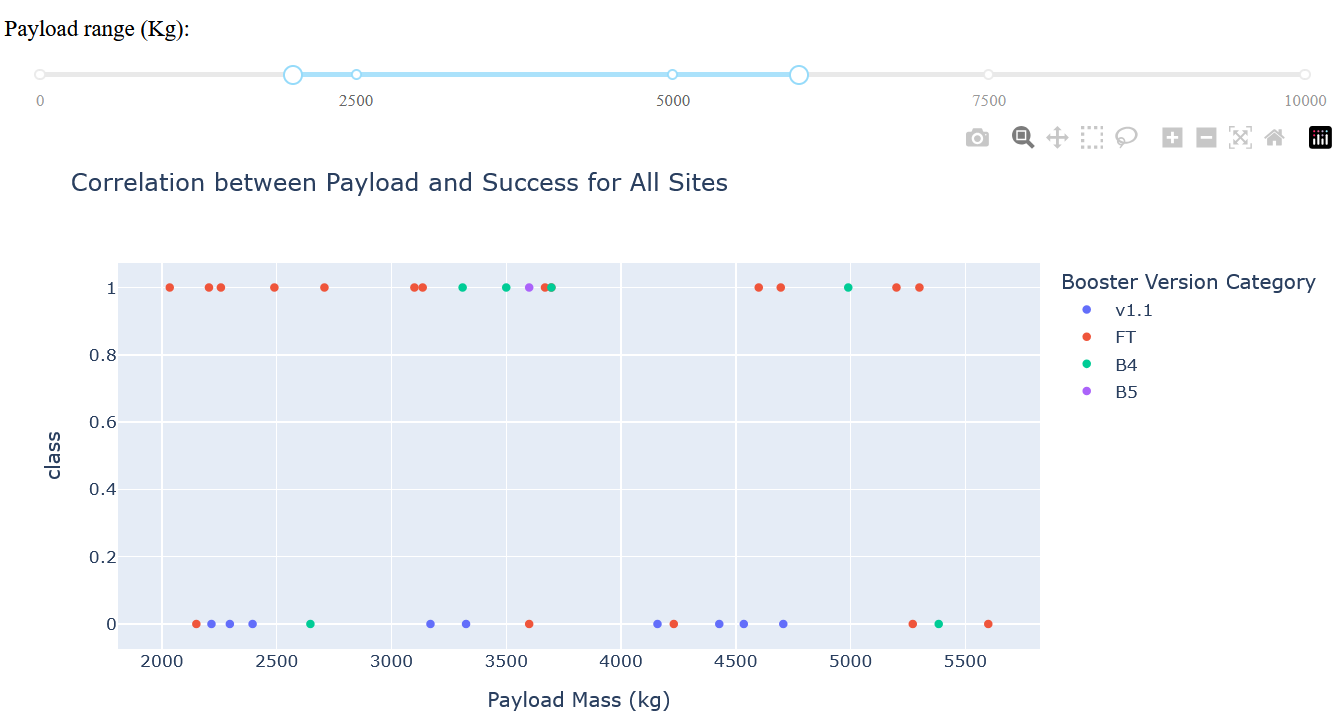 Payload range (Kg):
0 2500 5000 7500 10000
Correlation between Payload and Success for All Sites
Booster Version Category
v1.1
FT
B4
B5
class
1
0.8
0.6
0.4
0.2
0
2000 2500 3000 3500 4000 4500 5000 5500
Payload Mass (kg)